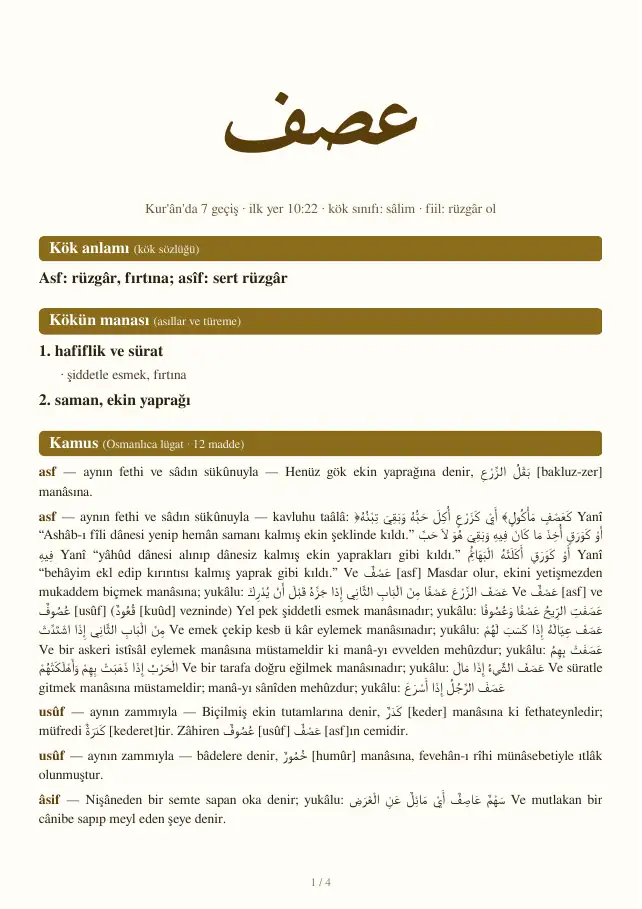 عصف
Kur'ân'da 7 geçiş · ilk yer 10:22 · kök sınıfı: sâlim · fiil: rüzgâr ol
Kök anlamı (kök sözlüğü)
Asf: rüzgâr, fırtına; asîf: sert rüzgâr
Kökün manası (asıllar ve türeme)
1. hafiflik ve sürat
· şiddetle esmek, fırtına
2. saman, ekin yaprağı
Kamus (Osmanlıca lügat · 12 madde)
asf — aynın fethi ve sâdın sükûnuyla — Henüz gök ekin yaprağına denir, بَقْلُ الزَّرْعِ [bakluz-zer]
manâsına.
asf — aynın fethi ve sâdın sükûnuyla — kavluhu taâlâ: ﴿كَعَصْفٍ مَأْكُولٍ﴾ أَيْ كَزَرْعٍ أُكِلَ حَبُّهُ وَبَقِيَ تِبْنُهُ Yanî
“Ashâb-ı fîli dânesi yenip hemân samanı kalmış ekin şeklinde kıldı.” أَوْ كَوَرَقٍ أُخِذَ مَا كَانَ فِيهِ وَبَقِيَ هُوَ لاَ حَبَّ
فِيهِ Yanî “yâhûd dânesi alınıp dânesiz kalmış ekin yaprakları gibi kıldı.” أَوْ كَوَرَقٍ أَكَلَتْهُ الْبَهَائِمُ Yanî
“behâyim ekl edip kırıntısı kalmış yaprak gibi kıldı.” Ve عَصْفٌ [asf] Masdar olur, ekini yetişmezden
mukaddem biçmek manâsına; yukâlu: عَصَفَ الزَّرْعَ عَصْفًا مِنَ الْبَابِ الثَّانِي إِذَا جَزَّهُ قَبْلَ أَنْ يُدْرِكَ Ve عَصْفٌ [asf] ve
عُصُوفٌ [usûf] (قُعُودٌ [kuûd] vezninde) Yel pek şiddetli esmek manâsınadır; yukâlu: عَصَفَتِ الرِّيحُ عَصْفًا وَعُصُوفًا
مِنَ الْبَابِ الثَّانِي إِذَا اشْتَدَّتْ Ve emek çekip kesb ü kâr eylemek manâsınadır; yukâlu: عَصَفَ عِيَالَهُ إِذَا كَسَبَ لَهُمْ
Ve bir askeri istîsâl eylemek manâsına müstameldir ki manâ-yı evvelden mehûzdur; yukâlu: عَصَفَتْ بِهِمُ
الْحَرْبُ إِذَا ذَهَبَتْ بِهِمْ وَأَهْلَكَتْهُمْ Ve bir tarafa doğru eğilmek manâsınadır; yukâlu: عَصَفَ الشَّيْءُ إِذَا مَالَ Ve süratle
gitmek manâsına müstameldir; manâ-yı sânîden mehûzdur; yukâlu: عَصَفَ الرَّجُلُ إِذَا أَسْرَعَ
usûf — aynın zammıyla — Biçilmiş ekin tutamlarına denir, كَدَرٌ [keder] manâsına ki fethateynledir;
müfredi كَدَرَةٌ [kederet]tir. Zâhiren عُصُوفٌ [usûf] عَصْفٌ [asf]ın cemidir.
usûf — aynın zammıyla — bâdelere denir, خُمُورٌ [humûr] manâsına, fevehân-ı rîhi münâsebetiyle ıtlâk
olunmuştur.
âsif — Nişâneden bir semte sapan oka denir; yukâlu: سَهْمٌ عَاصِفٌ أَيْ مَائِلٌ عَنِ الْغَرَضِ Ve mutlakan bir
cânibe sapıp meyl eden şeye denir.
1 / 4